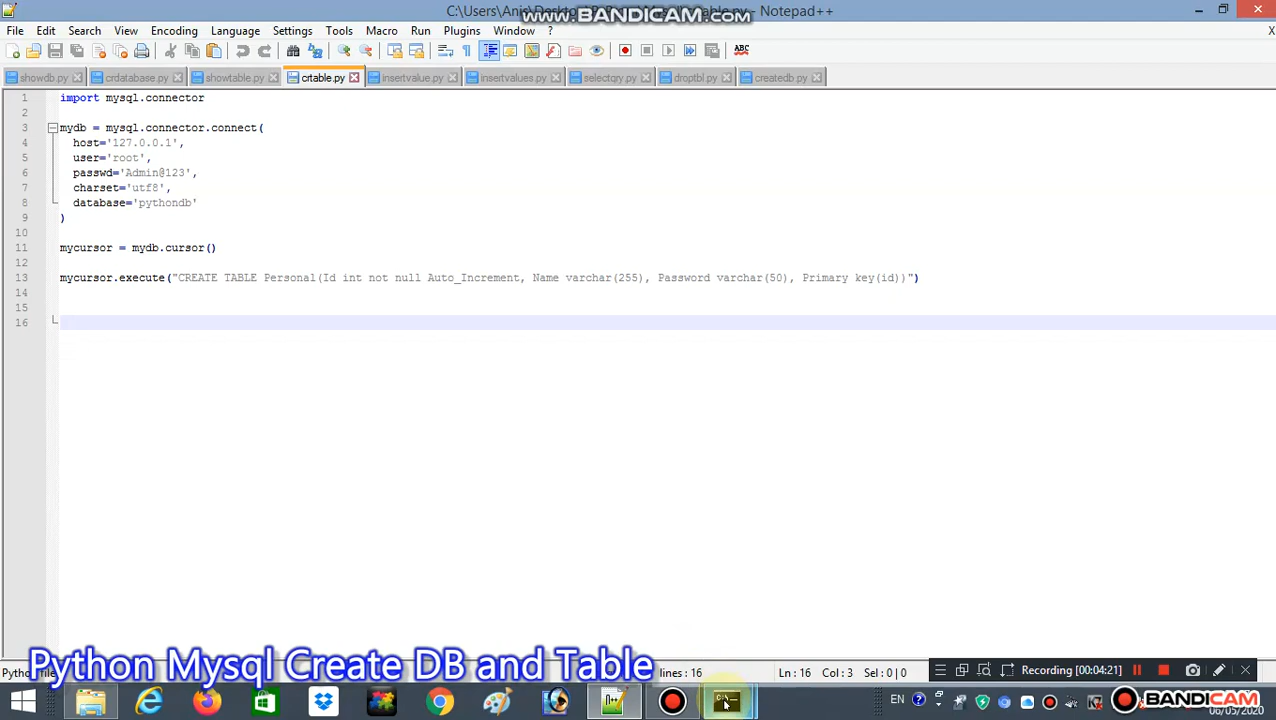 www.BANDICAM.com
File Edit Search View Encoding Language Settings Tools Macro Run Plugins Window ? X
showdb.py crdatabase.py showtable.py crtable.py insertvalue.py insertvalues.py selectqry.py droptbl.py createdb.py
1 import mysql.connector
2
3 mydb = mysql.connector.connect(
4 host='127.0.0.1',
5 user='root',
6 passwd='Admin@123',
7 charset='utf8',
8 database='pythondb'
9 )
10
11 mycursor = mydb.cursor()
12
13 mycursor.execute("CREATE TABLE Personal(Id int not null Auto_Increment, Name varchar(255), Password varchar(50), Primary key(id))")
14
15
16
Python Mysql Create DB and Table
lines : 16 Ln : 16 Col : 3 Sel : 0 | 0 Recording [00:04:21]
EN BANDICAM
06/05/2020